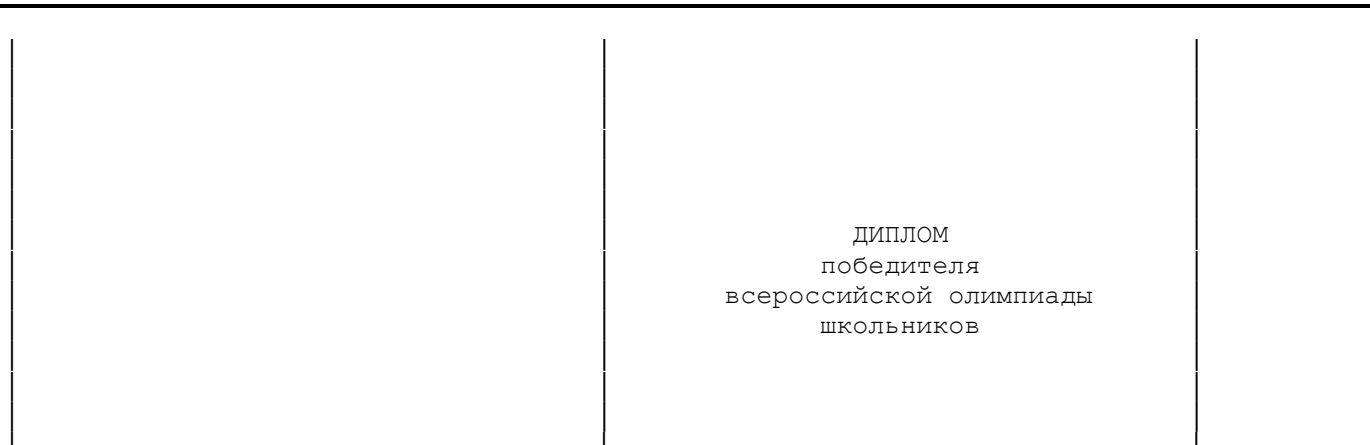 ДИПЛОМ
победителя
всероссийской олимпиады
школьников